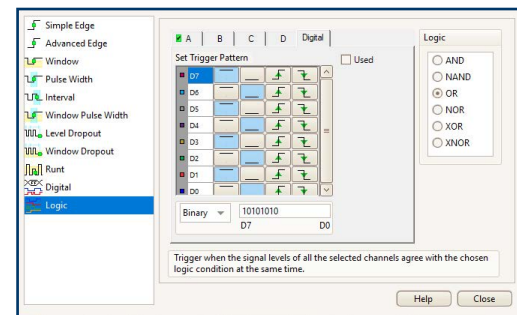 Simple Edge
Advanced Edge
Window
Pulse Width
Interval
Window Pulse Width
Level Dropout
Window Dropout
Runt
Digital
Logic
A B C D Digital
Set Trigger Pattern
Used
D7
D6
D5
D4
D3
D2
D1
D0
Binary 10101010
D7 D0
Logic
AND
NAND
OR
NOR
XOR
XNOR
Trigger when the signal levels of all the selected channels agree with the chosen
logic condition at the same time.
Help Close